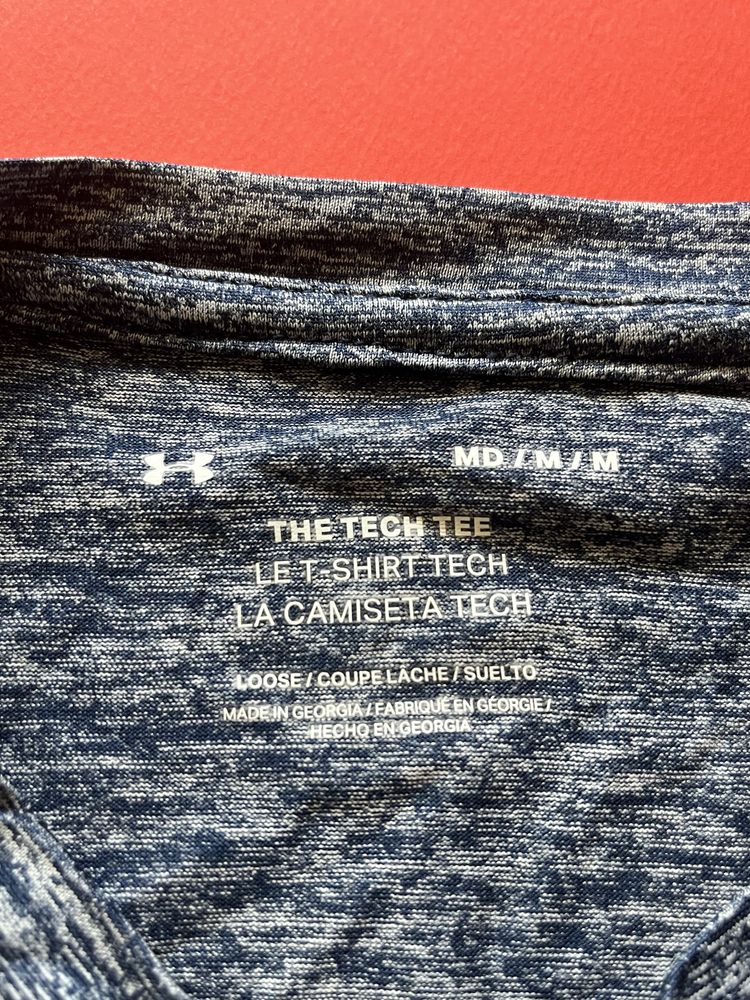 MD / M / M
THE TECH TEE
LE T-SHIRT TECH
LA CAMISETA TECH
LOOSE / COUPE LÂCHE / SUELTO
MADE IN GEORGIA / FABRIQUÉ EN GÉORGIE /
HECHO EN GEORGIA